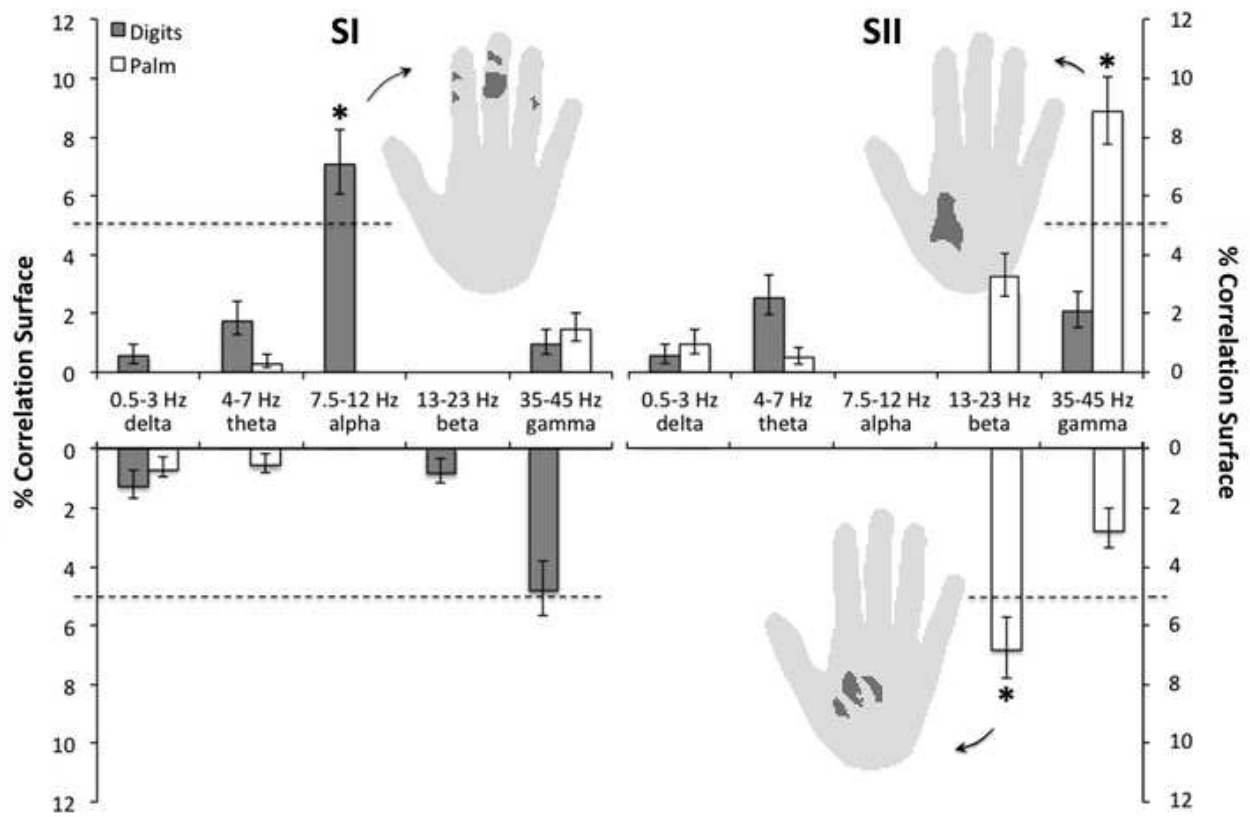 SI
SII
Digits
Palm
*
*
*
% Correlation Surface
12
10
8
6
4
2
0
12
10
8
6
4
2
0
% Correlation Surface
0.5-3 Hz 4-7 Hz 7.5-12 Hz 13-23 Hz 35-45 Hz
delta theta alpha beta gamma
0.5-3 Hz 4-7 Hz 7.5-12 Hz 13-23 Hz 35-45 Hz
delta theta alpha beta gamma
% Correlation Surface
0
2
4
6
8
10
12
0
2
4
6
8
10
12
% Correlation Surface